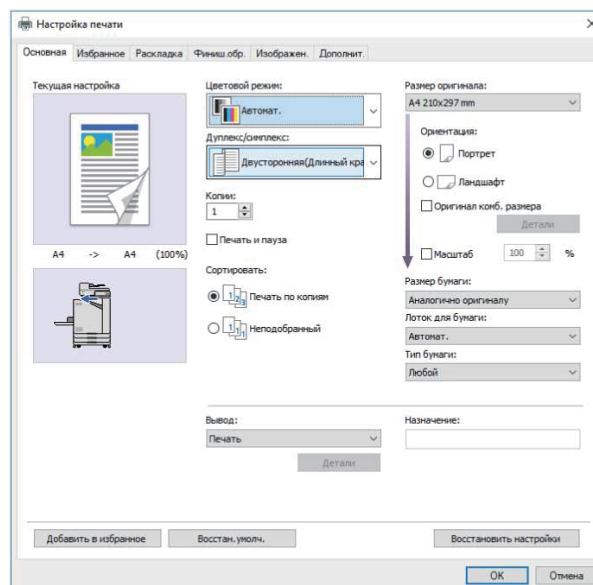 Настройка печати
Основная Избранное Раскладка Финиш.обр. Изображен. Дополнит.
Текущая настройка
A4 -> A4 (100%)
Цветовой режим:
Автомат.
Дуплекс/симплекс:
Двусторонняя(Длинный кра
Копии:
1
Печать и пауза
Сортировать:
Печать по копиям
Неподобранный
Размер оригинала:
A4 210x297 mm
Ориентация:
Портрет
Ландшафт
Оригинал комб. размера
Детали
Масштаб 100 %
Размер бумаги:
Аналогично оригиналу
Лоток для бумаги:
Автомат.
Тип бумаги:
Любой
Вывод:
Печать
Детали
Назначение:
Добавить в избранное Восстан.умолч. Восстановить настройки
OK Отмена